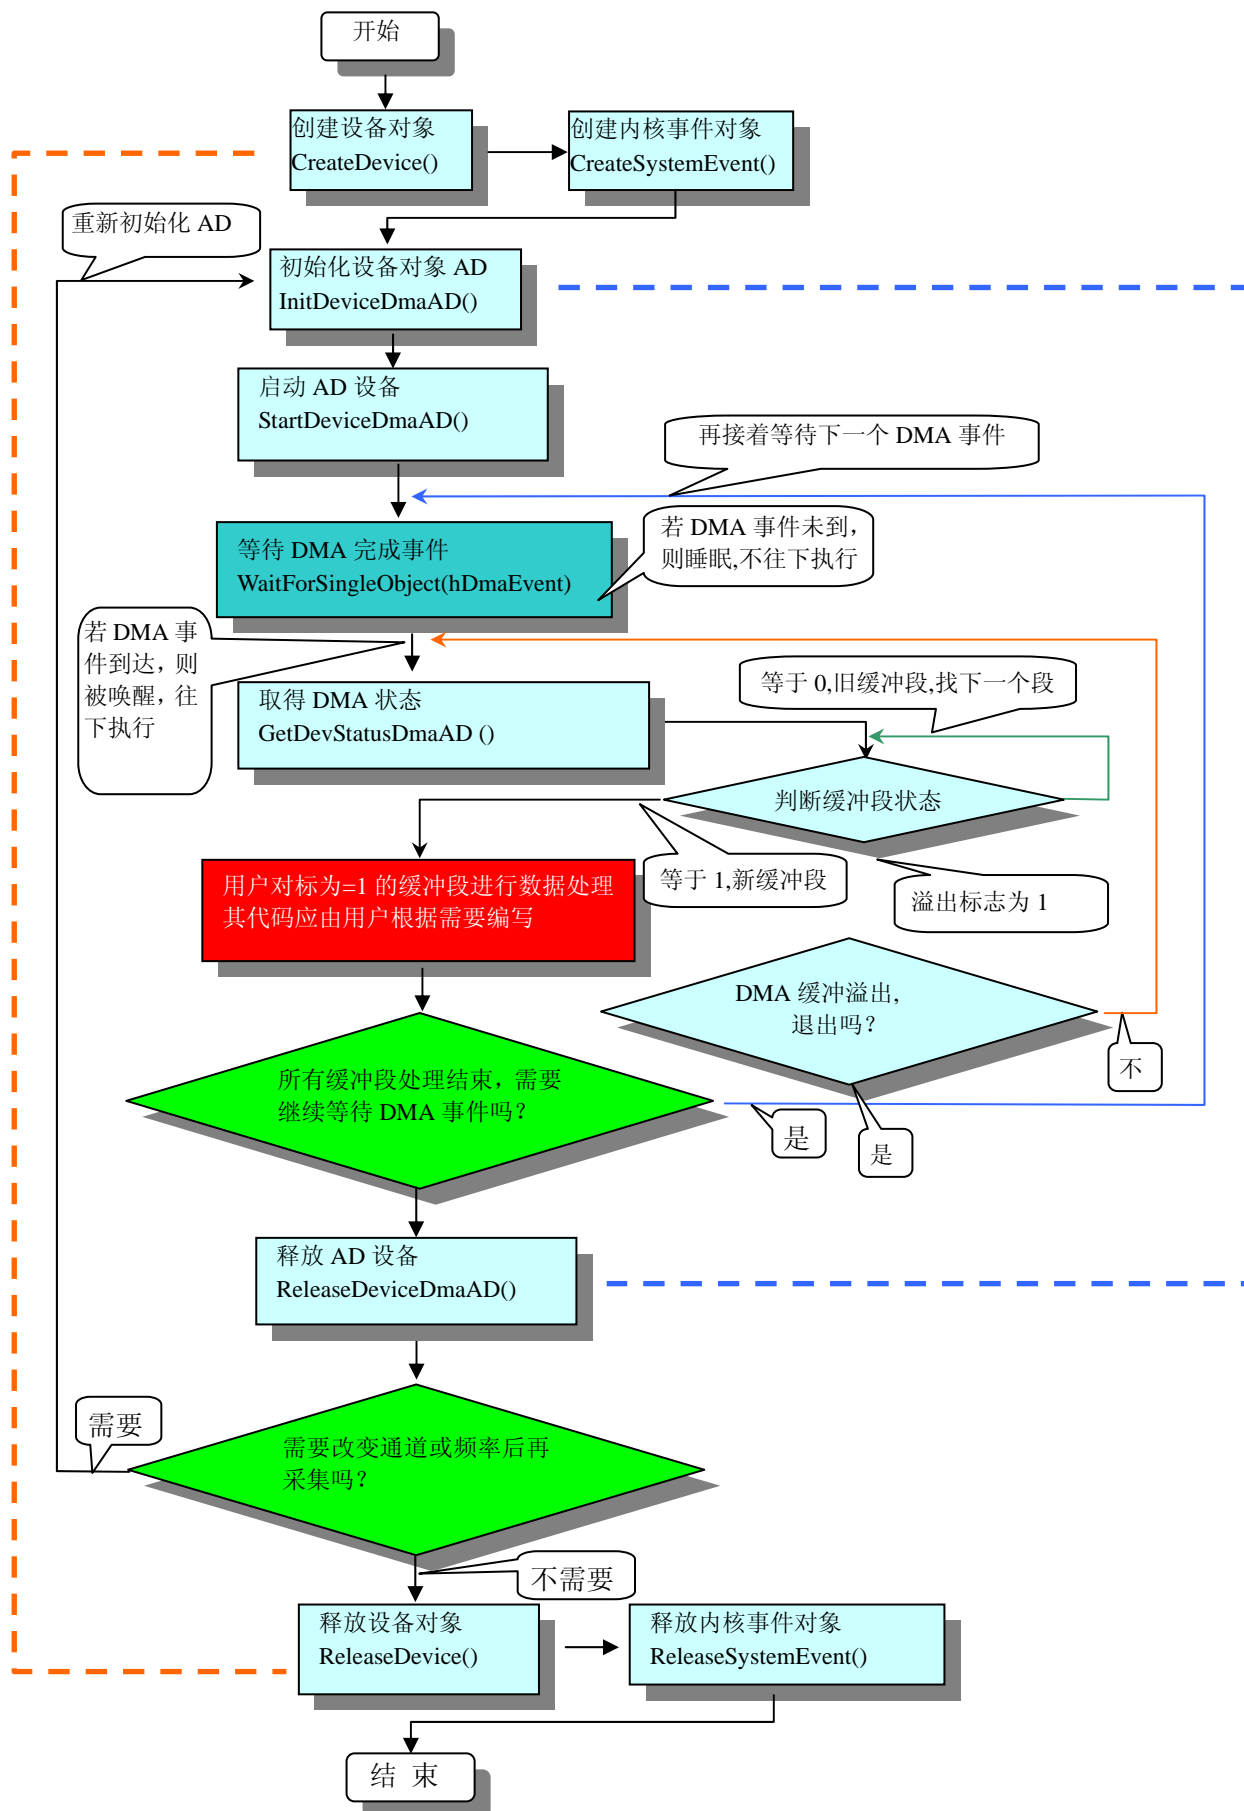 开始
创建设备对象
CreateDevice()
创建内核事件对象
CreateSystemEvent()
重新初始化 AD
初始化设备对象 AD
InitDeviceDmaAD()
启动 AD 设备
StartDeviceDmaAD()
再接着等待下一个 DMA 事件
等待 DMA 完成事件
WaitForSingleObject(hDmaEvent)
若 DMA 事件未到，
则睡眠,不往下执行
若 DMA 事
件到达，则
被唤醒，往
下执行
取得 DMA 状态
GetDevStatusDmaAD ()
等于 0,旧缓冲段,找下一个段
判断缓冲段状态
用户对标为=1 的缓冲段进行数据处理
其代码应由用户根据需要编写
等于 1,新缓冲段
溢出标志为 1
DMA 缓冲溢出,
退出吗？
不
所有缓冲段处理结束，需要
继续等待 DMA 事件吗？
是
是
释放 AD 设备
ReleaseDeviceDmaAD()
需要
需要改变通道或频率后再
采集吗？
不需要
释放设备对象
ReleaseDevice()
释放内核事件对象
ReleaseSystemEvent()
结 束